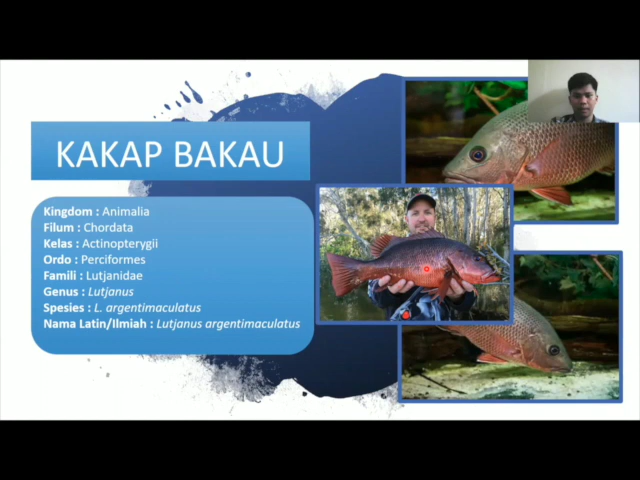 KAKAP BAKAU
Kingdom : Animalia
Filum : Chordata
Kelas : Actinopterygii
Ordo : Perciformes
Famili : Lutjanidae
Genus : Lutjanus
Spesies : L. argentimaculatus
Nama Latin/Ilmiah : Lutjanus argentimaculatus